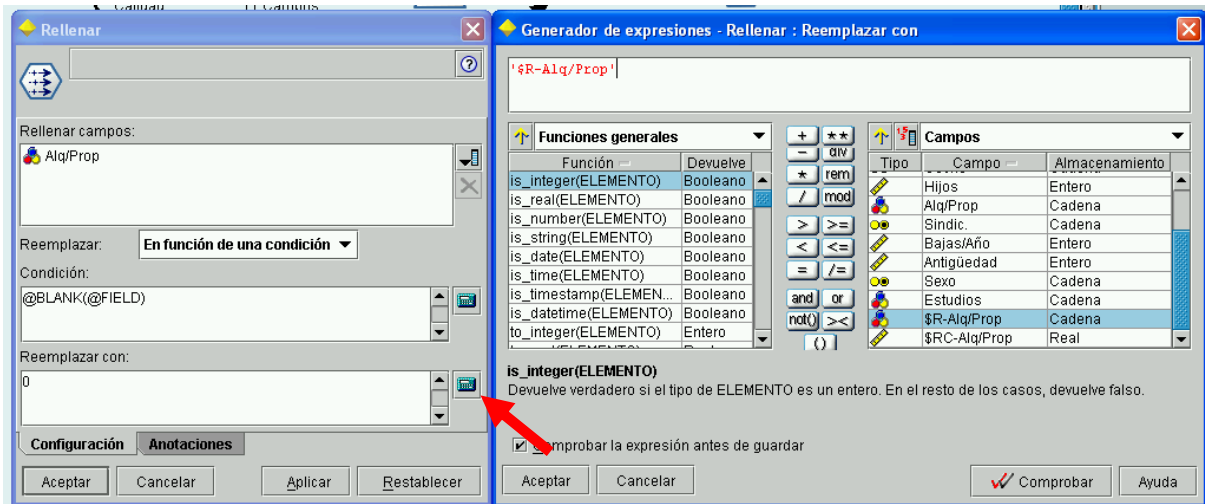 Calidad
Campos
Rellenar
Rellenar campos:
Alq/Prop
Reemplazar: En función de una condición
Condición:
@BLANK(@FIELD)
Reemplazar con:
0
Configuración Anotaciones
Aceptar Cancelar Aplicar Restablecer
Generador de expresiones - Rellenar : Reemplazar con
'$R-Alq/Prop'
Funciones generales
Función Devuelve
is_integer(ELEMENTO) Booleano
is_real(ELEMENTO) Booleano
is_number(ELEMENTO) Booleano
is_string(ELEMENTO) Booleano
is_date(ELEMENTO) Booleano
is_time(ELEMENTO) Booleano
is_timestamp(ELEMEN... Booleano
is_datetime(ELEMENTO) Booleano
to_integer(ELEMENTO) Entero
+ **
- div
* rem
/ mod
> >=
< <=
= /=
and or
not() ><
()
Campos
Tipo Campo Almacenamiento
Hijos Entero
Alq/Prop Cadena
Sindic. Cadena
Bajas/Año Entero
Antigüedad Entero
Sexo Cadena
Estudios Cadena
$R-Alq/Prop Cadena
$RC-Alq/Prop Real
is_integer(ELEMENTO)
Devuelve verdadero si el tipo de ELEMENTO es un entero. En el resto de los casos, devuelve falso.
Comprobar la expresión antes de guardar
Aceptar Cancelar Comprobar Ayuda